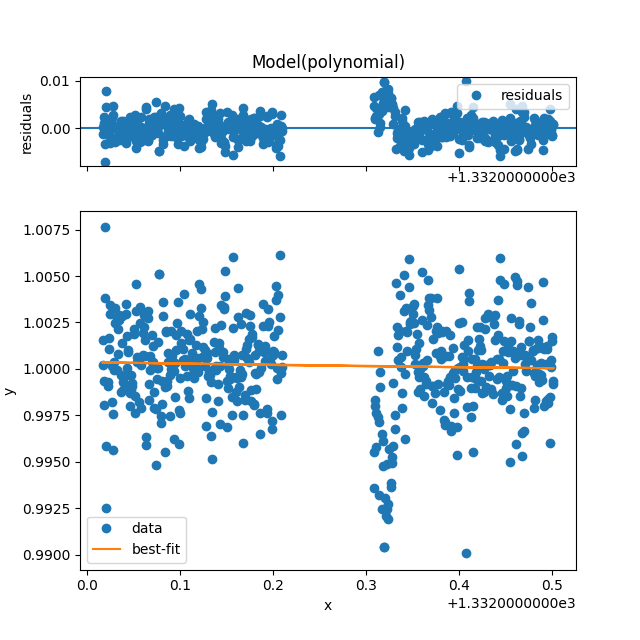 Model(polynomial)
0.01
0.00
residuals
residuals
+1.3320000000e3
1.0075
1.0050
1.0025
1.0000
0.9975
0.9950
0.9925
0.9900
y
data
best-fit
0.0 0.1 0.2 0.3 0.4 0.5
x
+1.3320000000e3